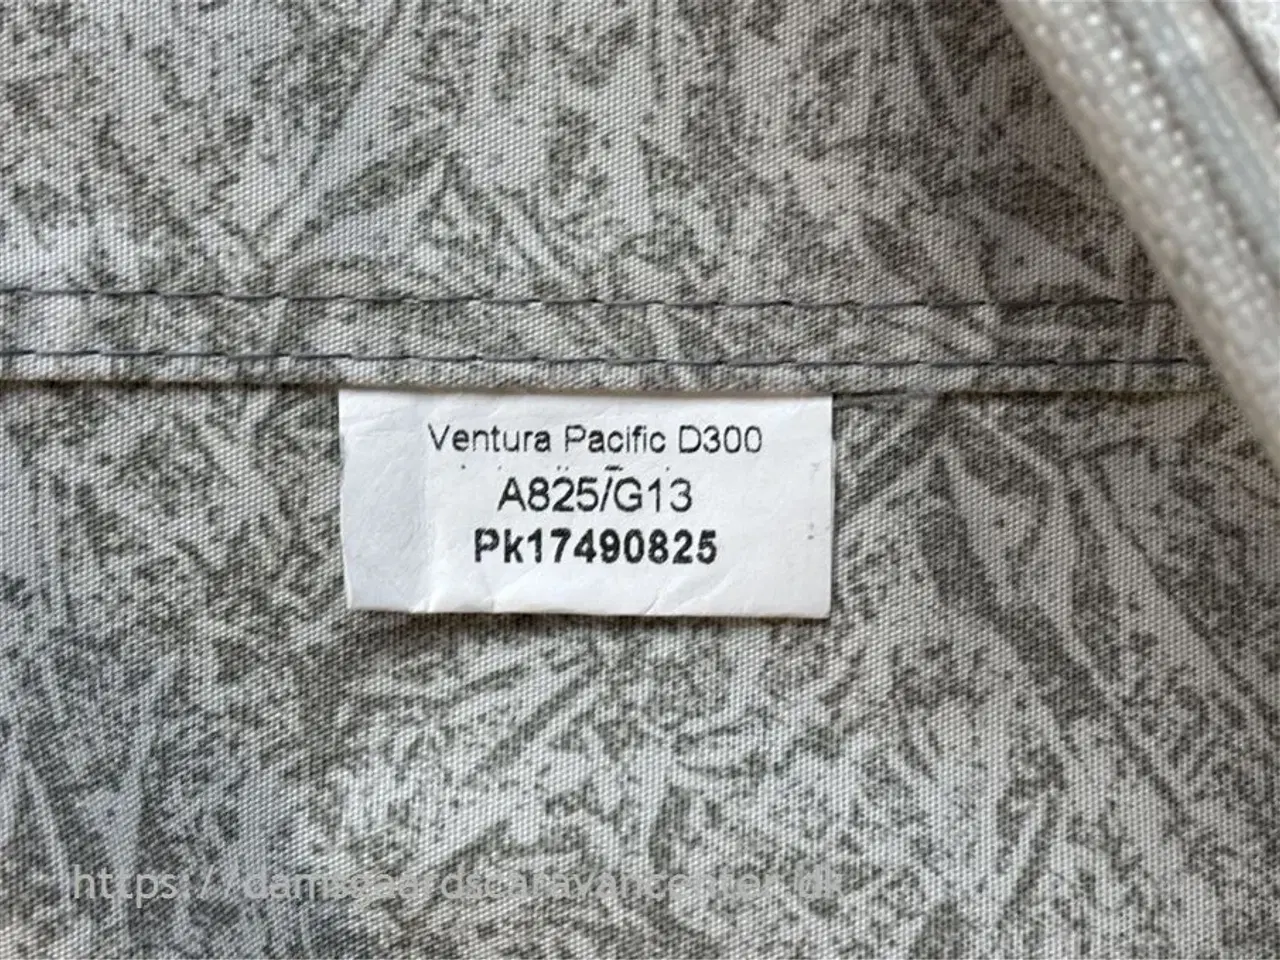 Ventura Pacific D300
A825/G13
Pk17490825
https://damsgaardscaravancenter.dk